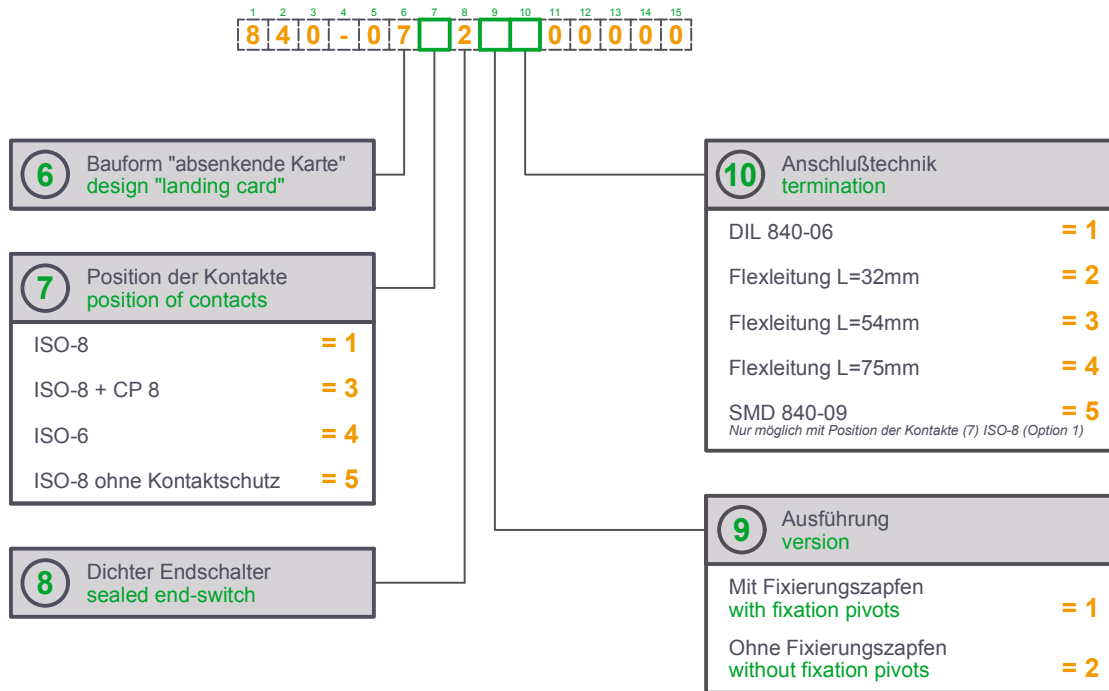 1 2 3 4 5 6 7 8 9 10 11 12 13 14 15
8 4 0 - 0 7 2 0 0 0 0 0
6
Bauform "absenkende Karte"
design "landing card"
7
Position der Kontakte
position of contacts
ISO-8 = 1
ISO-8 + CP 8 = 3
ISO-6 = 4
ISO-8 ohne Kontaktschutz = 5
8
Dichter Endschalter
sealed end-switch
10
Anschlußtechnik
termination
DIL 840-06 = 1
Flexleitung L=32mm = 2
Flexleitung L=54mm = 3
Flexleitung L=75mm = 4
SMD 840-09 = 5
Nur möglich mit Position der Kontakte (7) ISO-8 (Option 1)
9
Ausführung
version
Mit Fixierungszapfen
with fixation pivots = 1
Ohne Fixierungszapfen
without fixation pivots = 2